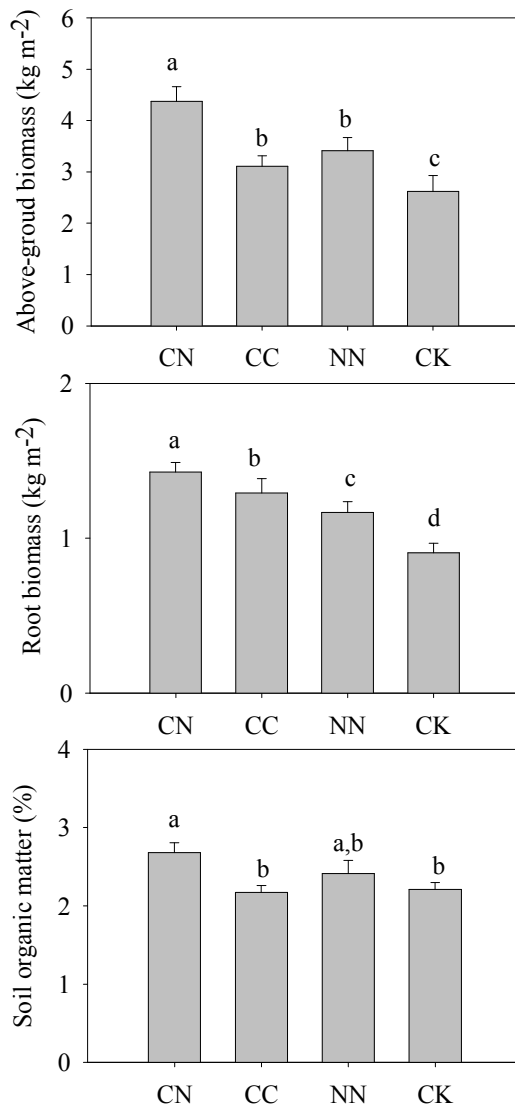 Above-groud biomass (kg m-2)
6
5
4
3
2
1
0
a
b
b
c
CN CC NN CK
Root biomass (kg m-2)
2
1
0
a
b
c
d
CN CC NN CK
Soil organic matter (%)
4
3
2
1
0
a
b
a,b
b
CN CC NN CK